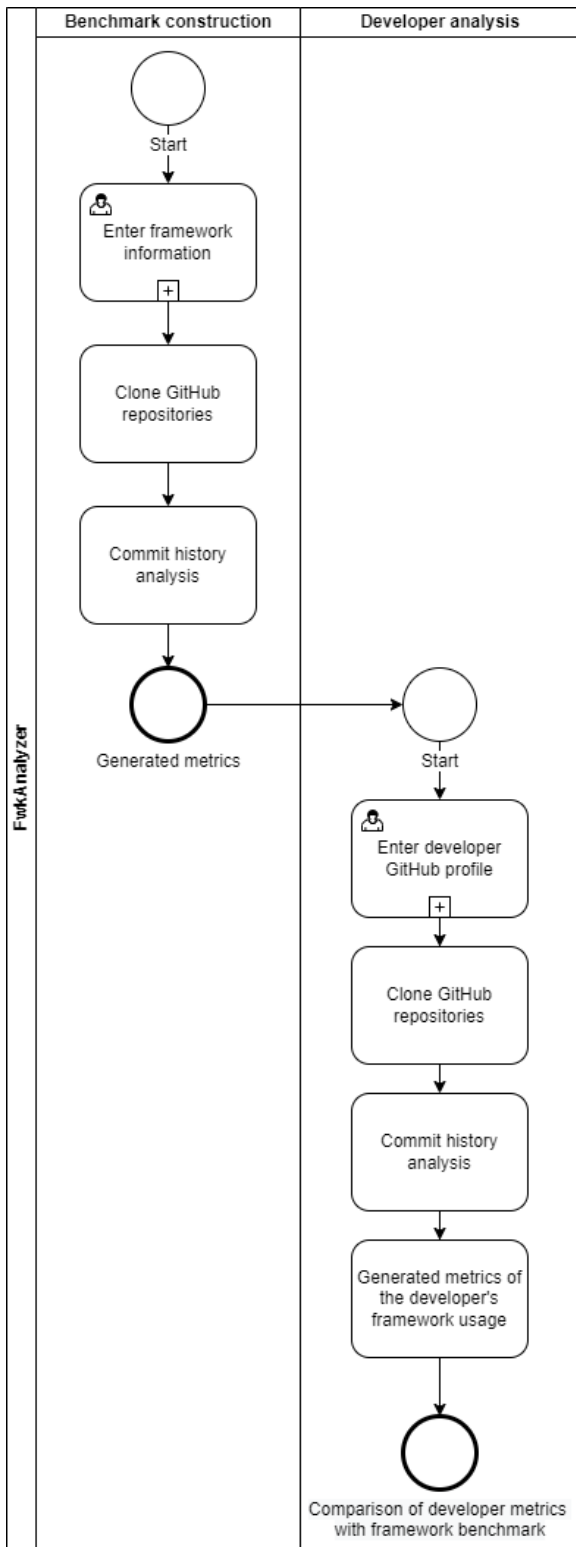 Benchmark construction
Developer analysis
FwkAnalyzer
Start
Enter framework
information
+
Clone GitHub
repositories
Commit history
analysis
Generated metrics
Start
Enter developer
GitHub profile
+
Clone GitHub
repositories
Commit history
analysis
Generated metrics of
the developer's
framework usage
Comparison of developer metrics
with framework benchmark